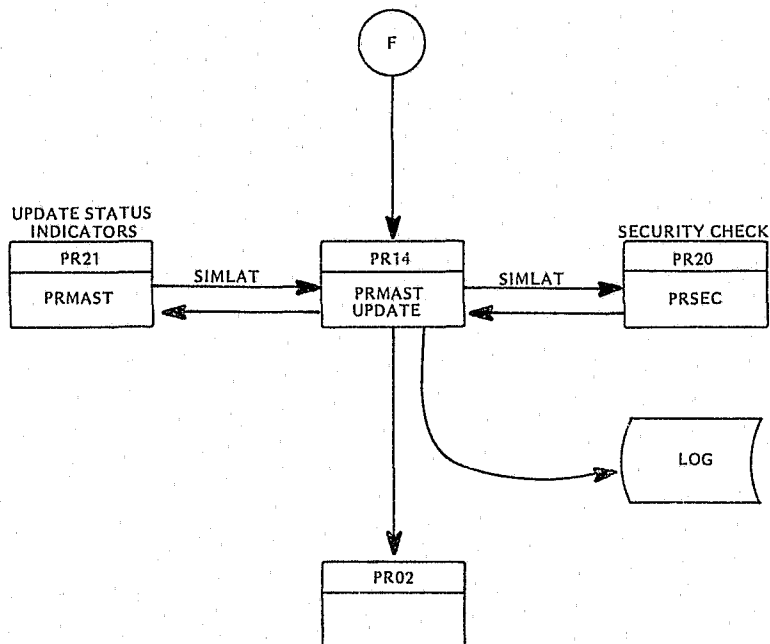 F
UPDATE STATUS
INDICATORS
PR21
PRMAST
SIMLAT
PR14
PRMAST
UPDATE
SIMLAT
SECURITY CHECK
PR20
PRSEC
LOG
PR02